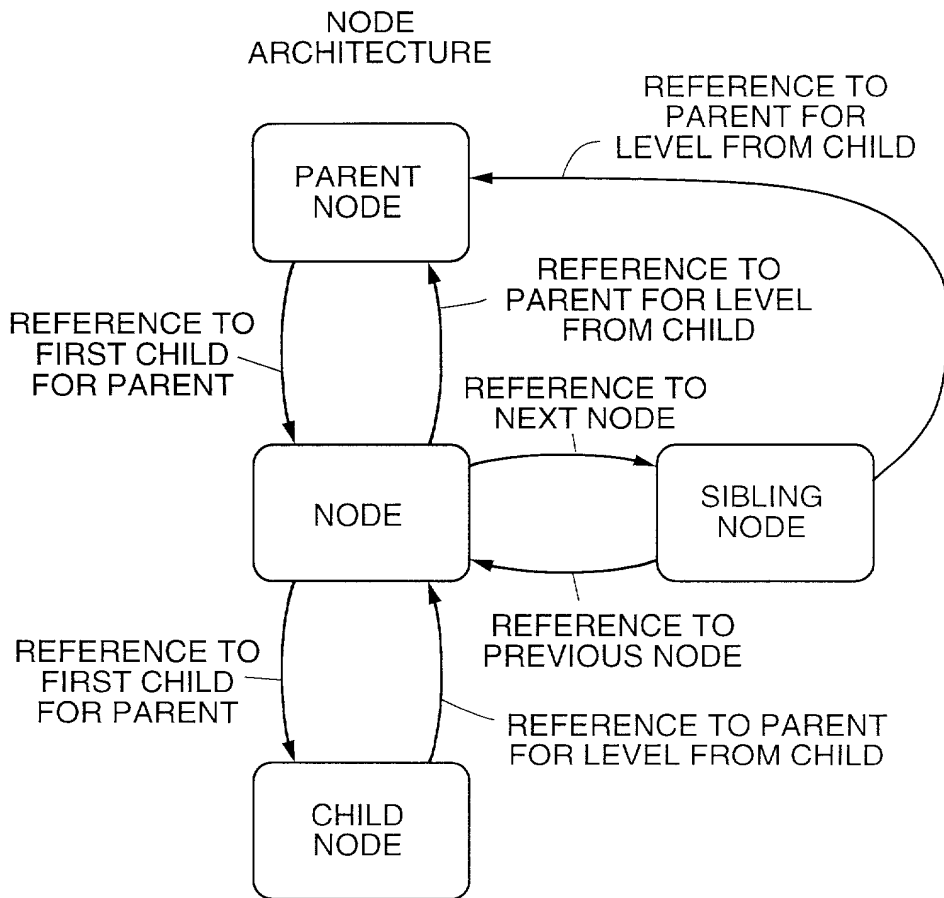 NODE
ARCHITECTURE
REFERENCE TO
PARENT FOR
LEVEL FROM CHILD
PARENT
NODE
REFERENCE TO
PARENT FOR LEVEL
FROM CHILD
REFERENCE TO
FIRST CHILD
FOR PARENT
REFERENCE TO
NEXT NODE
NODE
SIBLING
NODE
REFERENCE TO
PREVIOUS NODE
REFERENCE TO
FIRST CHILD
FOR PARENT
REFERENCE TO PARENT
FOR LEVEL FROM CHILD
CHILD
NODE